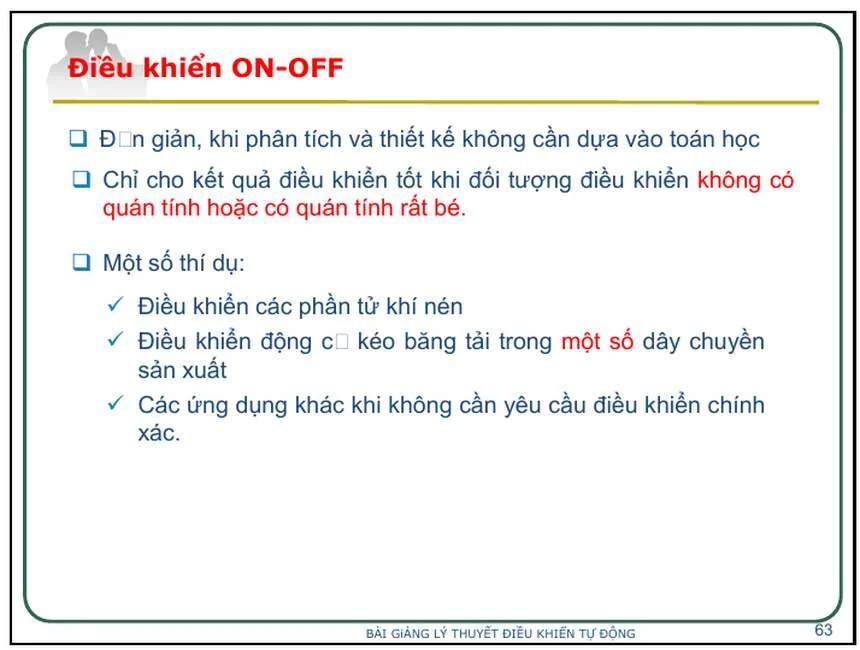 Điều khiển ON-OFF
❑ Đ□n giản, khi phân tích và thiết kế không cần dựa vào toán học
❑ Chỉ cho kết quả điều khiển tốt khi đối tượng điều khiển không có
quán tính hoặc có quán tính rất bé.
❑ Một số thí dụ:
✓ Điều khiển các phần tử khí nén
✓ Điều khiển động c□ kéo băng tải trong một số dây chuyền
sản xuất
✓ Các ứng dụng khác khi không cần yêu cầu điều khiển chính
xác.
BÀI GiẢNG LÝ THUYẾT ĐIỀU KHIỂN TỰ ĐỘNG
63